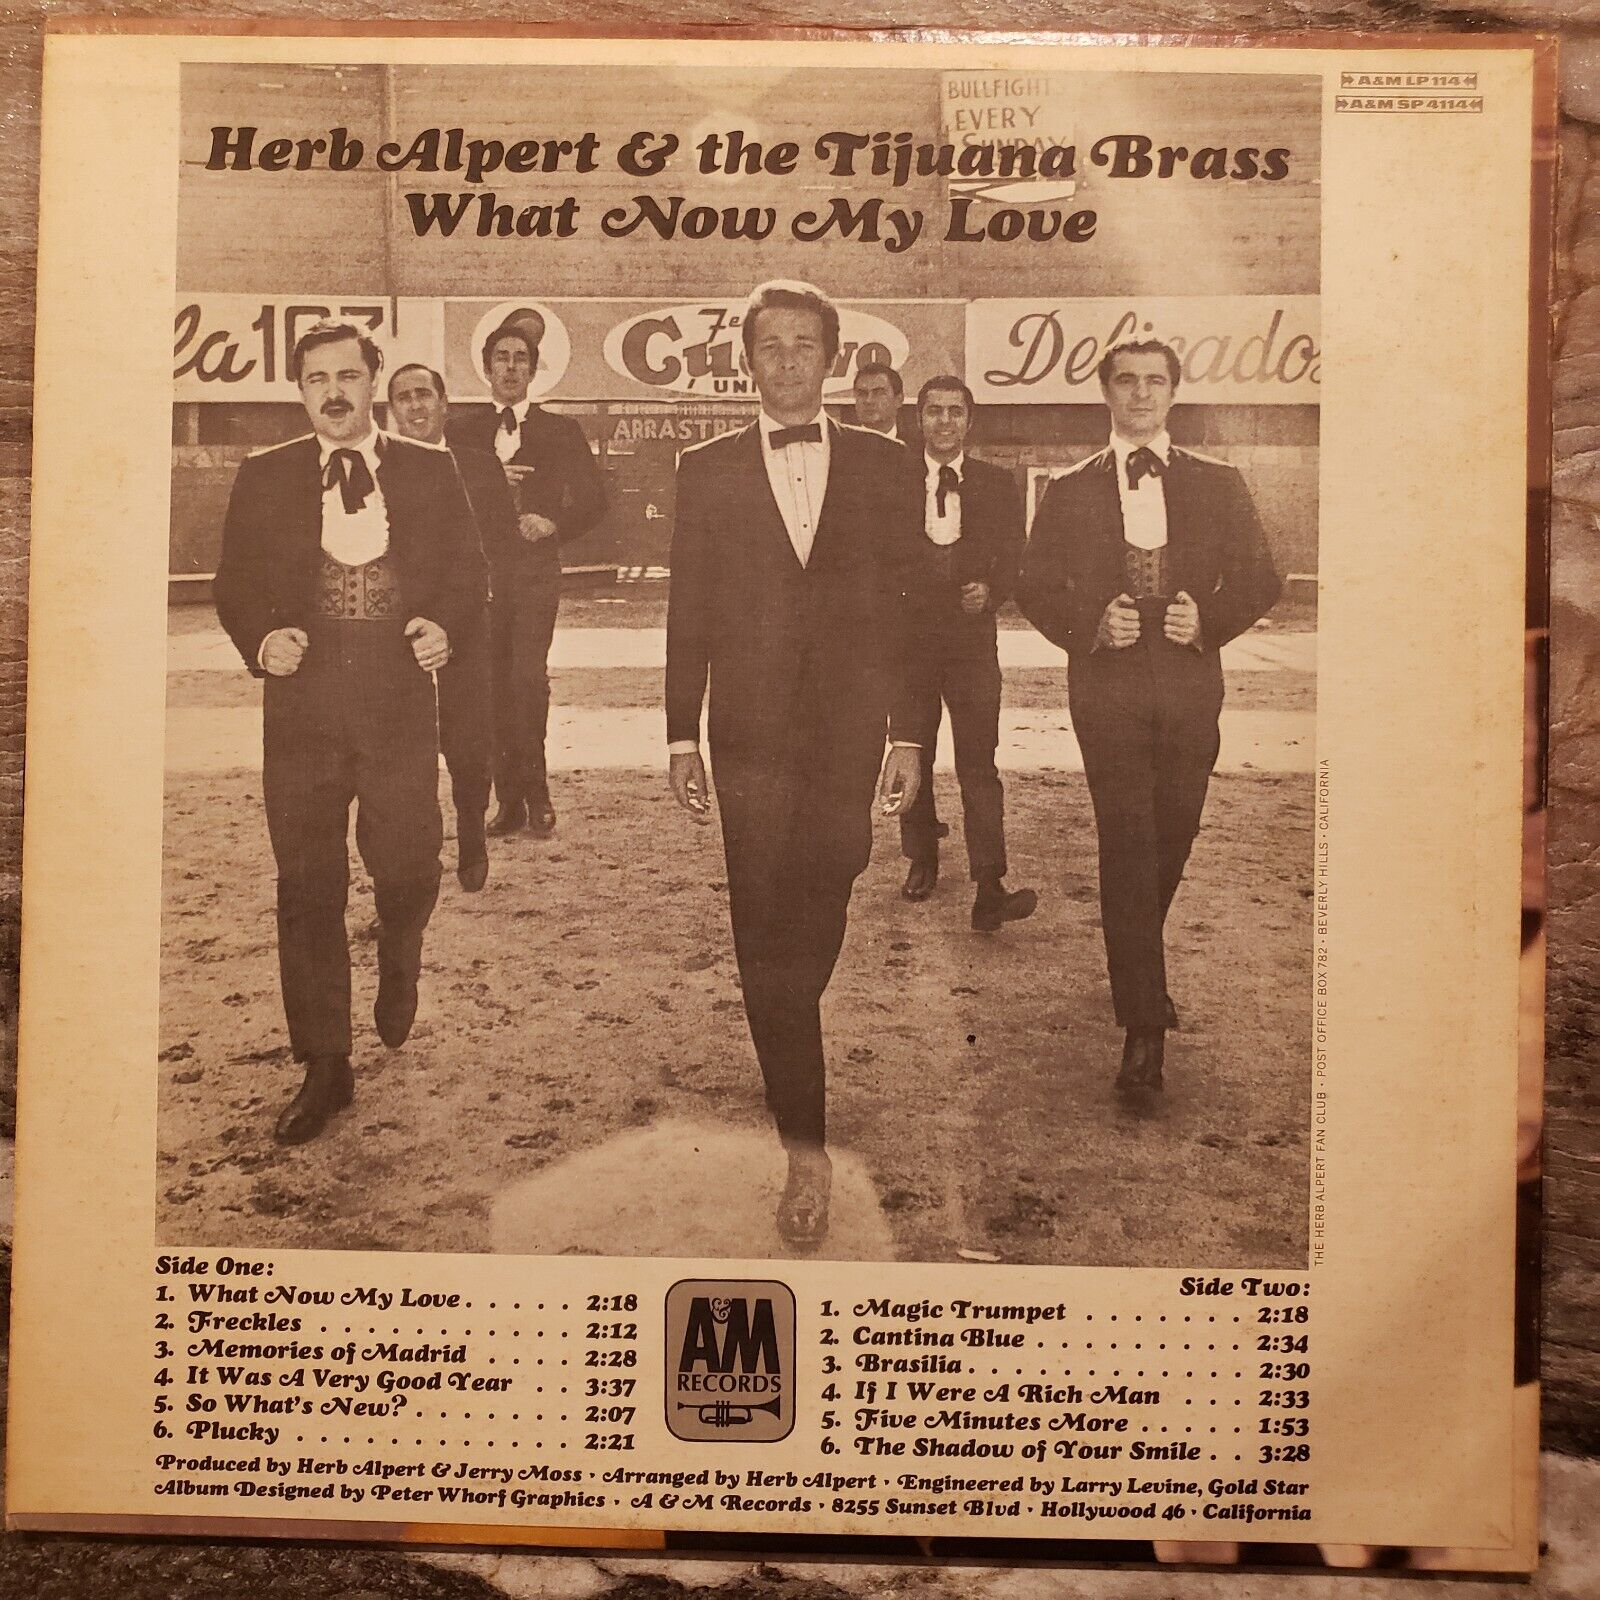 A&M LP 114
A&M SP 4114
BULLFIGHT
EVERY
SUNDAY
Herb Alpert & the Tijuana Brass
What Now My Love
la 103
Cuervo
Delicados
UNI
ARRASTRE
THE HERB ALPERT FAN CLUB · POST OFFICE BOX 782 · BEVERLY HILLS · CALIFORNIA
Side One:
1. What Now My Love. . . . . 2:18
2. Freckles . . . . . . . . . . . 2:12
3. Memories of Madrid . . . . 2:28
4. It Was A Very Good Year . . 3:37
5. So What's New? . . . . . . . 2:07
6. Plucky . . . . . . . . . . . . 2:21
A&M
RECORDS
Side Two:
1. Magic Trumpet . . . . . . . 2:18
2. Cantina Blue . . . . . . . . . 2:34
3. Brasilia. . . . . . . . . . . . 2:30
4. If I Were A Rich Man . . . 2:33
5. Five Minutes More . . . . . 1:53
6. The Shadow of Your Smile . . 3:28
Produced by Herb Alpert & Jerry Moss · Arranged by Herb Alpert · Engineered by Larry Levine, Gold Star
Album Designed by Peter Whorf Graphics · A & M Records · 8255 Sunset Blvd · Hollywood 46 · California